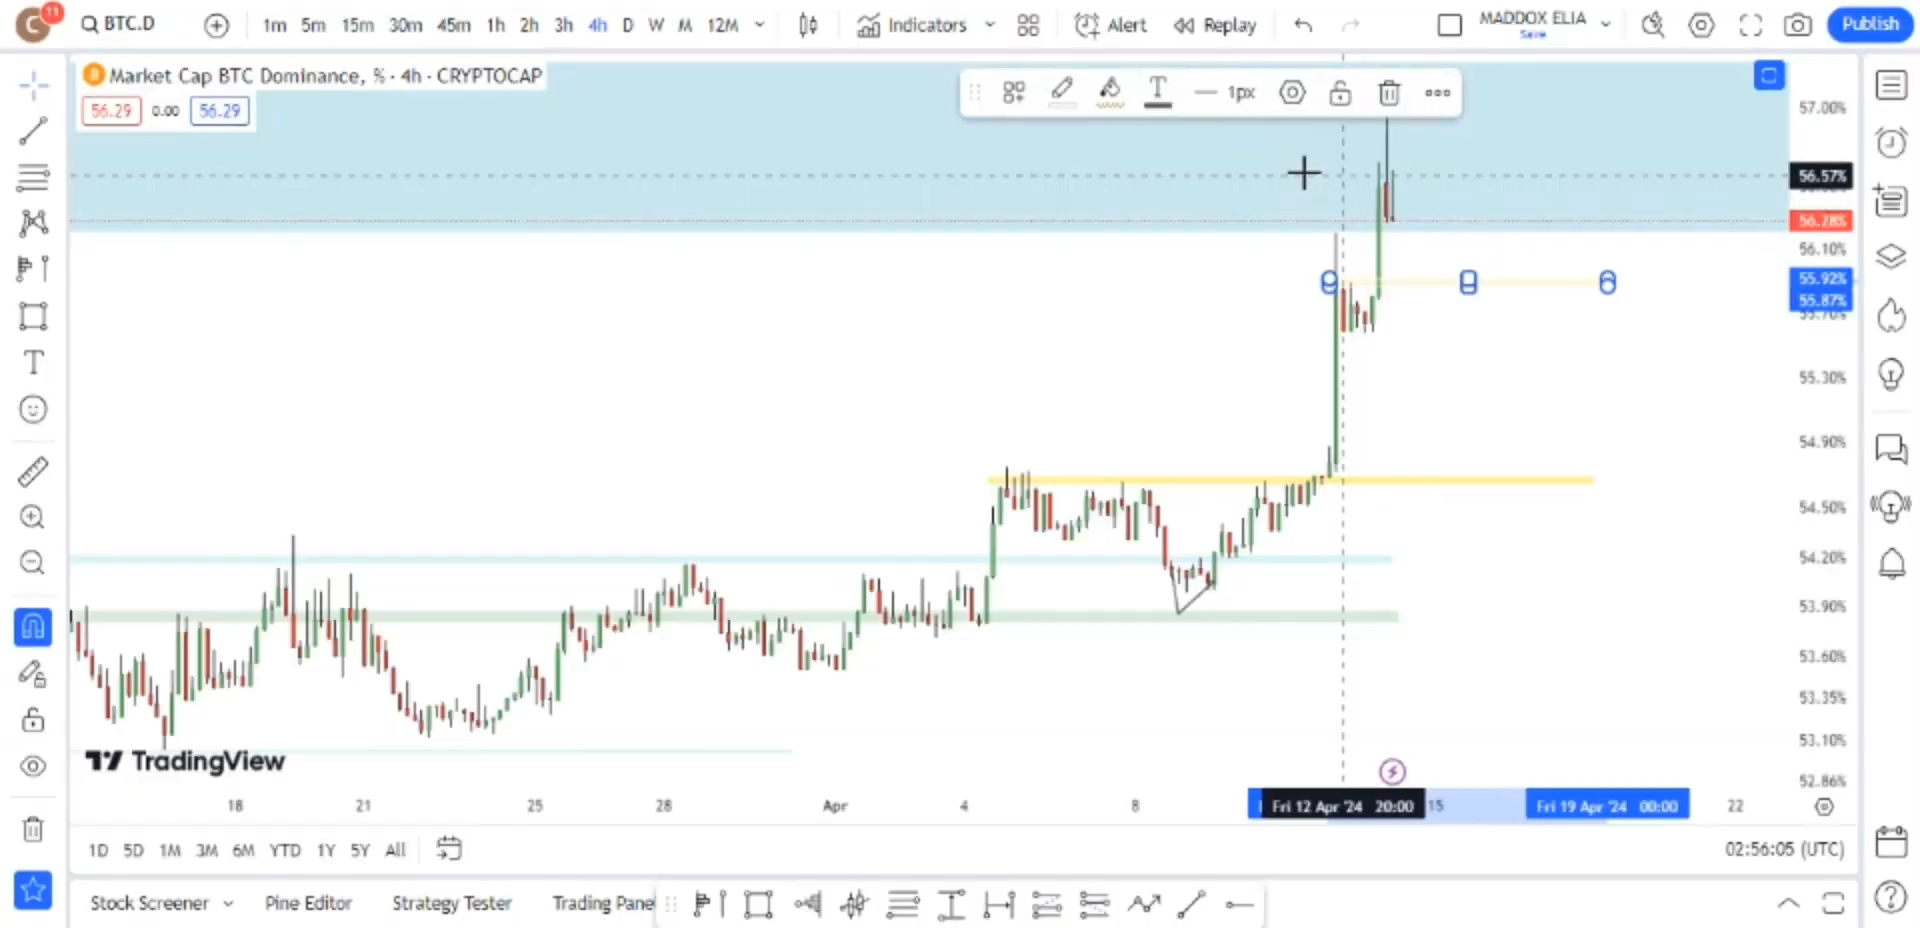 C 11 BTC.D 1m 5m 15m 30m 45m 1h 2h 3h 4h D W M 12M Indicators Alert Replay MADDOX ELIA Save Publish
Market Cap BTC Dominance, % · 4h · CRYPTOCAP
56.29 0.00 56.29
T 1px
57.00%
56.57%
56.28%
56.10%
55.92%
55.87%
55.70%
55.30%
54.90%
54.50%
54.20%
53.90%
53.60%
53.35%
53.10%
52.86%
TradingView
18 21 25 28 Apr 4 8 Fri 12 Apr '24 20:00 15 Fri 19 Apr '24 00:00 22
1D 5D 1M 3M 6M YTD 1Y 5Y All 02:56:05 (UTC)
Stock Screener Pine Editor Strategy Tester Trading Pane